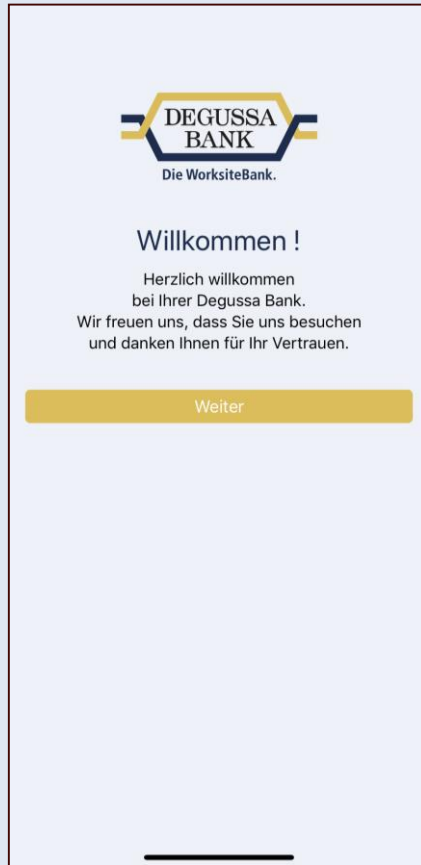 DEGUSSA
BANK
Die WorksiteBank.
Willkommen !
Herzlich willkommen
bei Ihrer Degussa Bank.
Wir freuen uns, dass Sie uns besuchen
und danken Ihnen für Ihr Vertrauen.
Weiter